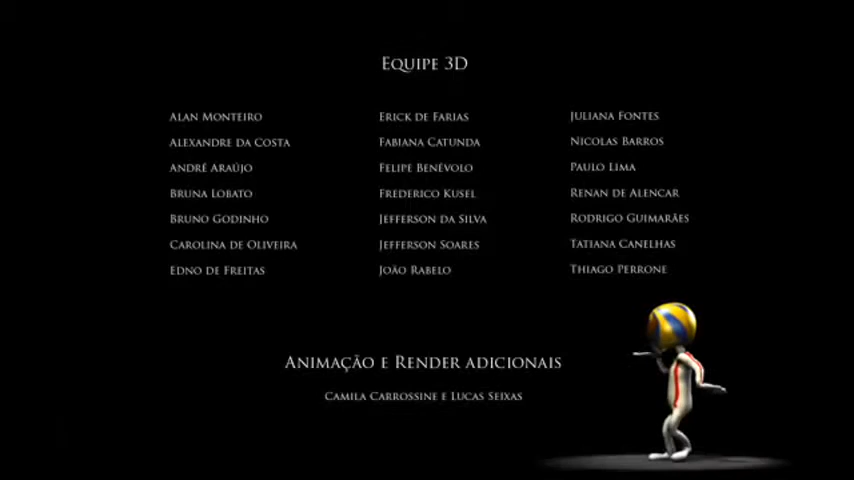 EQUIPE 3D
ALAN MONTEIRO
ALEXANDRE DA COSTA
ANDRÉ ARAÚJO
BRUNA LOBATO
BRUNO GODINHO
CAROLINA DE OLIVEIRA
EDNO DE FREITAS
ERICK DE FARIAS
FABIANA CATUNDA
FELIPE BENÉVOLO
FREDERICO KUSEL
JEFFERSON DA SILVA
JEFFERSON SOARES
JOÃO RABELO
JULIANA FONTES
NICOLAS BARROS
PAULO LIMA
RENAN DE ALENCAR
RODRIGO GUIMARÃES
TATIANA CANELHAS
THIAGO PERRONE
ANIMAÇÃO E RENDER ADICIONAIS
CAMILA CARROSSINE E LUCAS SEIXAS